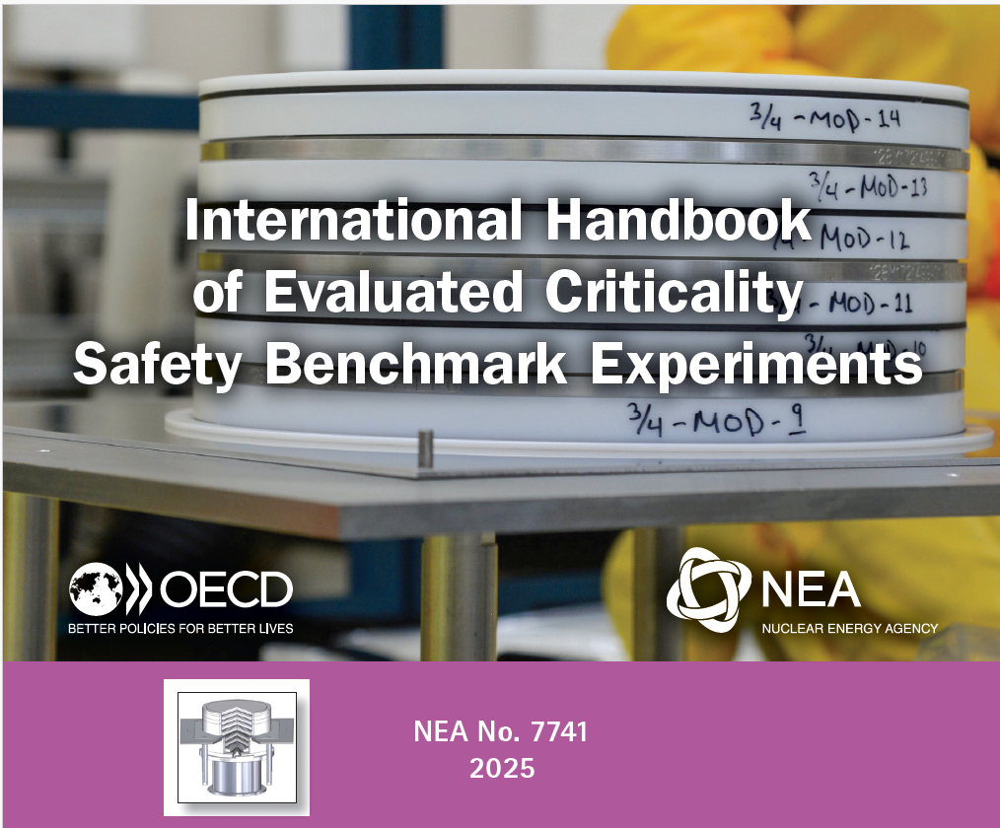 3/4-MOD-14
3/4-MOD-13
International Handbook
MOD-12
of Evaluated Criticality
MOD-11
Safety Benchmark Experiments
3/4-MOD-9
OECD
BETTER POLICIES FOR BETTER LIVES
NEA
NUCLEAR ENERGY AGENCY
NEA No. 7741
2025